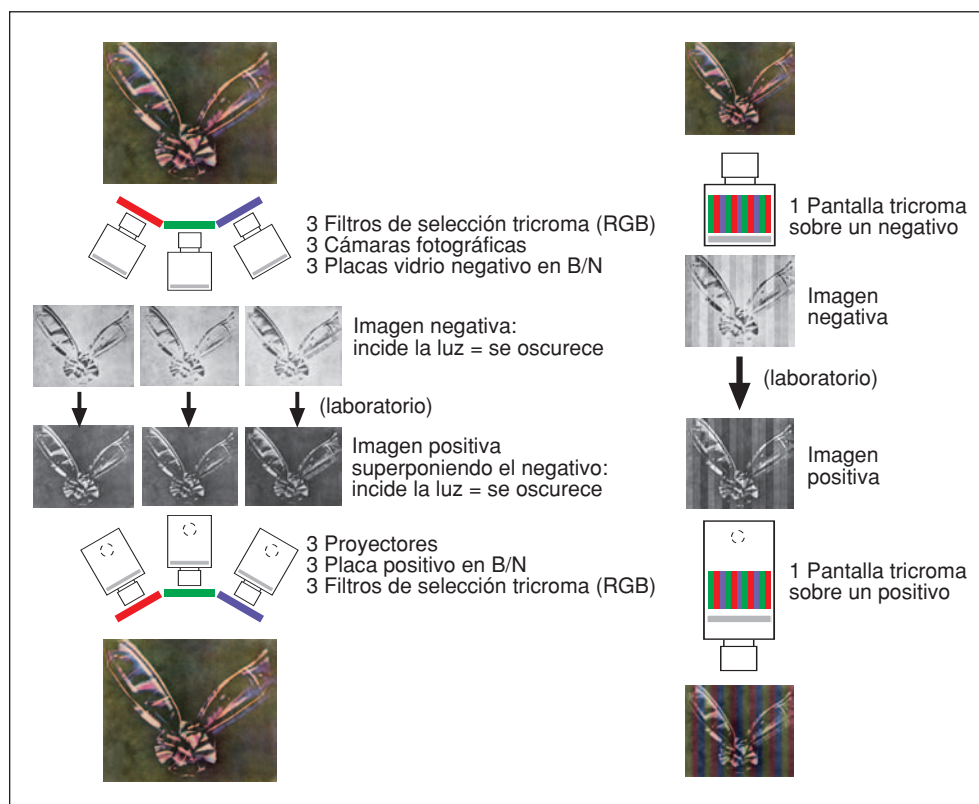 3 Filtros de selección tricroma (RGB)
3 Cámaras fotográficas
3 Placas vidrio negativo en B/N
Imagen negativa:
incide la luz = se oscurece
(laboratorio)
Imagen positiva
superponiendo el negativo:
incide la luz = se oscurece
3 Proyectores
3 Placa positivo en B/N
3 Filtros de selección tricroma (RGB)
1 Pantalla tricroma
sobre un negativo
Imagen
negativa
(laboratorio)
Imagen
positiva
1 Pantalla tricroma
sobre un positivo